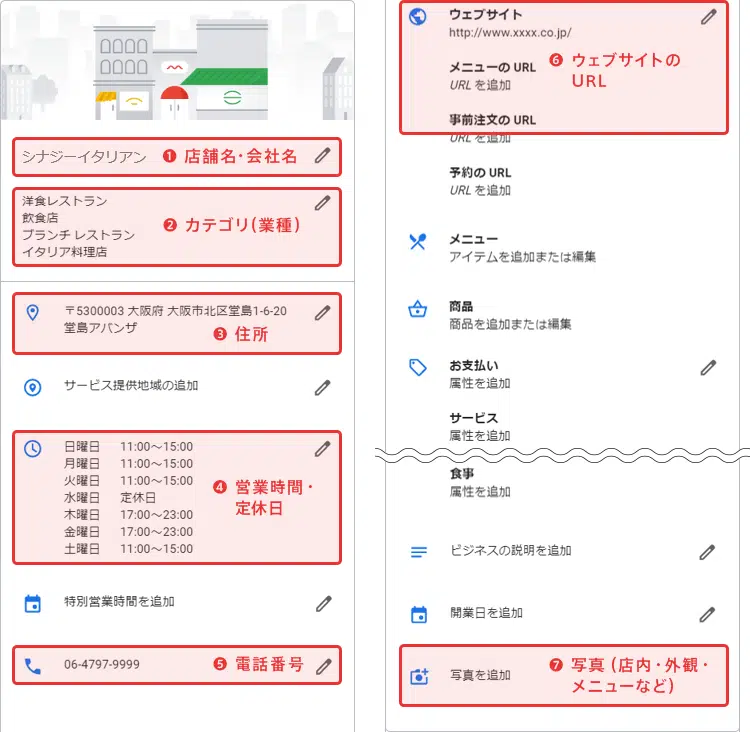 シナジーイタリアン
❶ 店舗名・会社名
洋食レストラン
飲食店
ブランチ レストラン
イタリア料理店
❷ カテゴリ(業種)
〒5300003 大阪府 大阪市北区堂島1-6-20
堂島アバンザ
❸ 住所
サービス提供地域の追加
日曜日 11:00～15:00
月曜日 11:00～15:00
火曜日 11:00～15:00
水曜日 定休日
木曜日 17:00～23:00
金曜日 17:00～23:00
土曜日 11:00～15:00
❹ 営業時間・
定休日
特別営業時間を追加
06-4797-9999
❺ 電話番号
ウェブサイト
http://www.xxxx.co.jp/
❻ ウェブサイトの
URL
メニューの URL
URL を追加
事前注文の URL
URL を追加
予約の URL
URL を追加
メニュー
アイテムを追加または編集
商品
商品を追加または編集
お支払い
属性を追加
サービス
属性を追加
食事
属性を追加
ビジネスの説明を追加
開業日を追加
写真を追加
❼ 写真（店内・外観・
メニューなど）